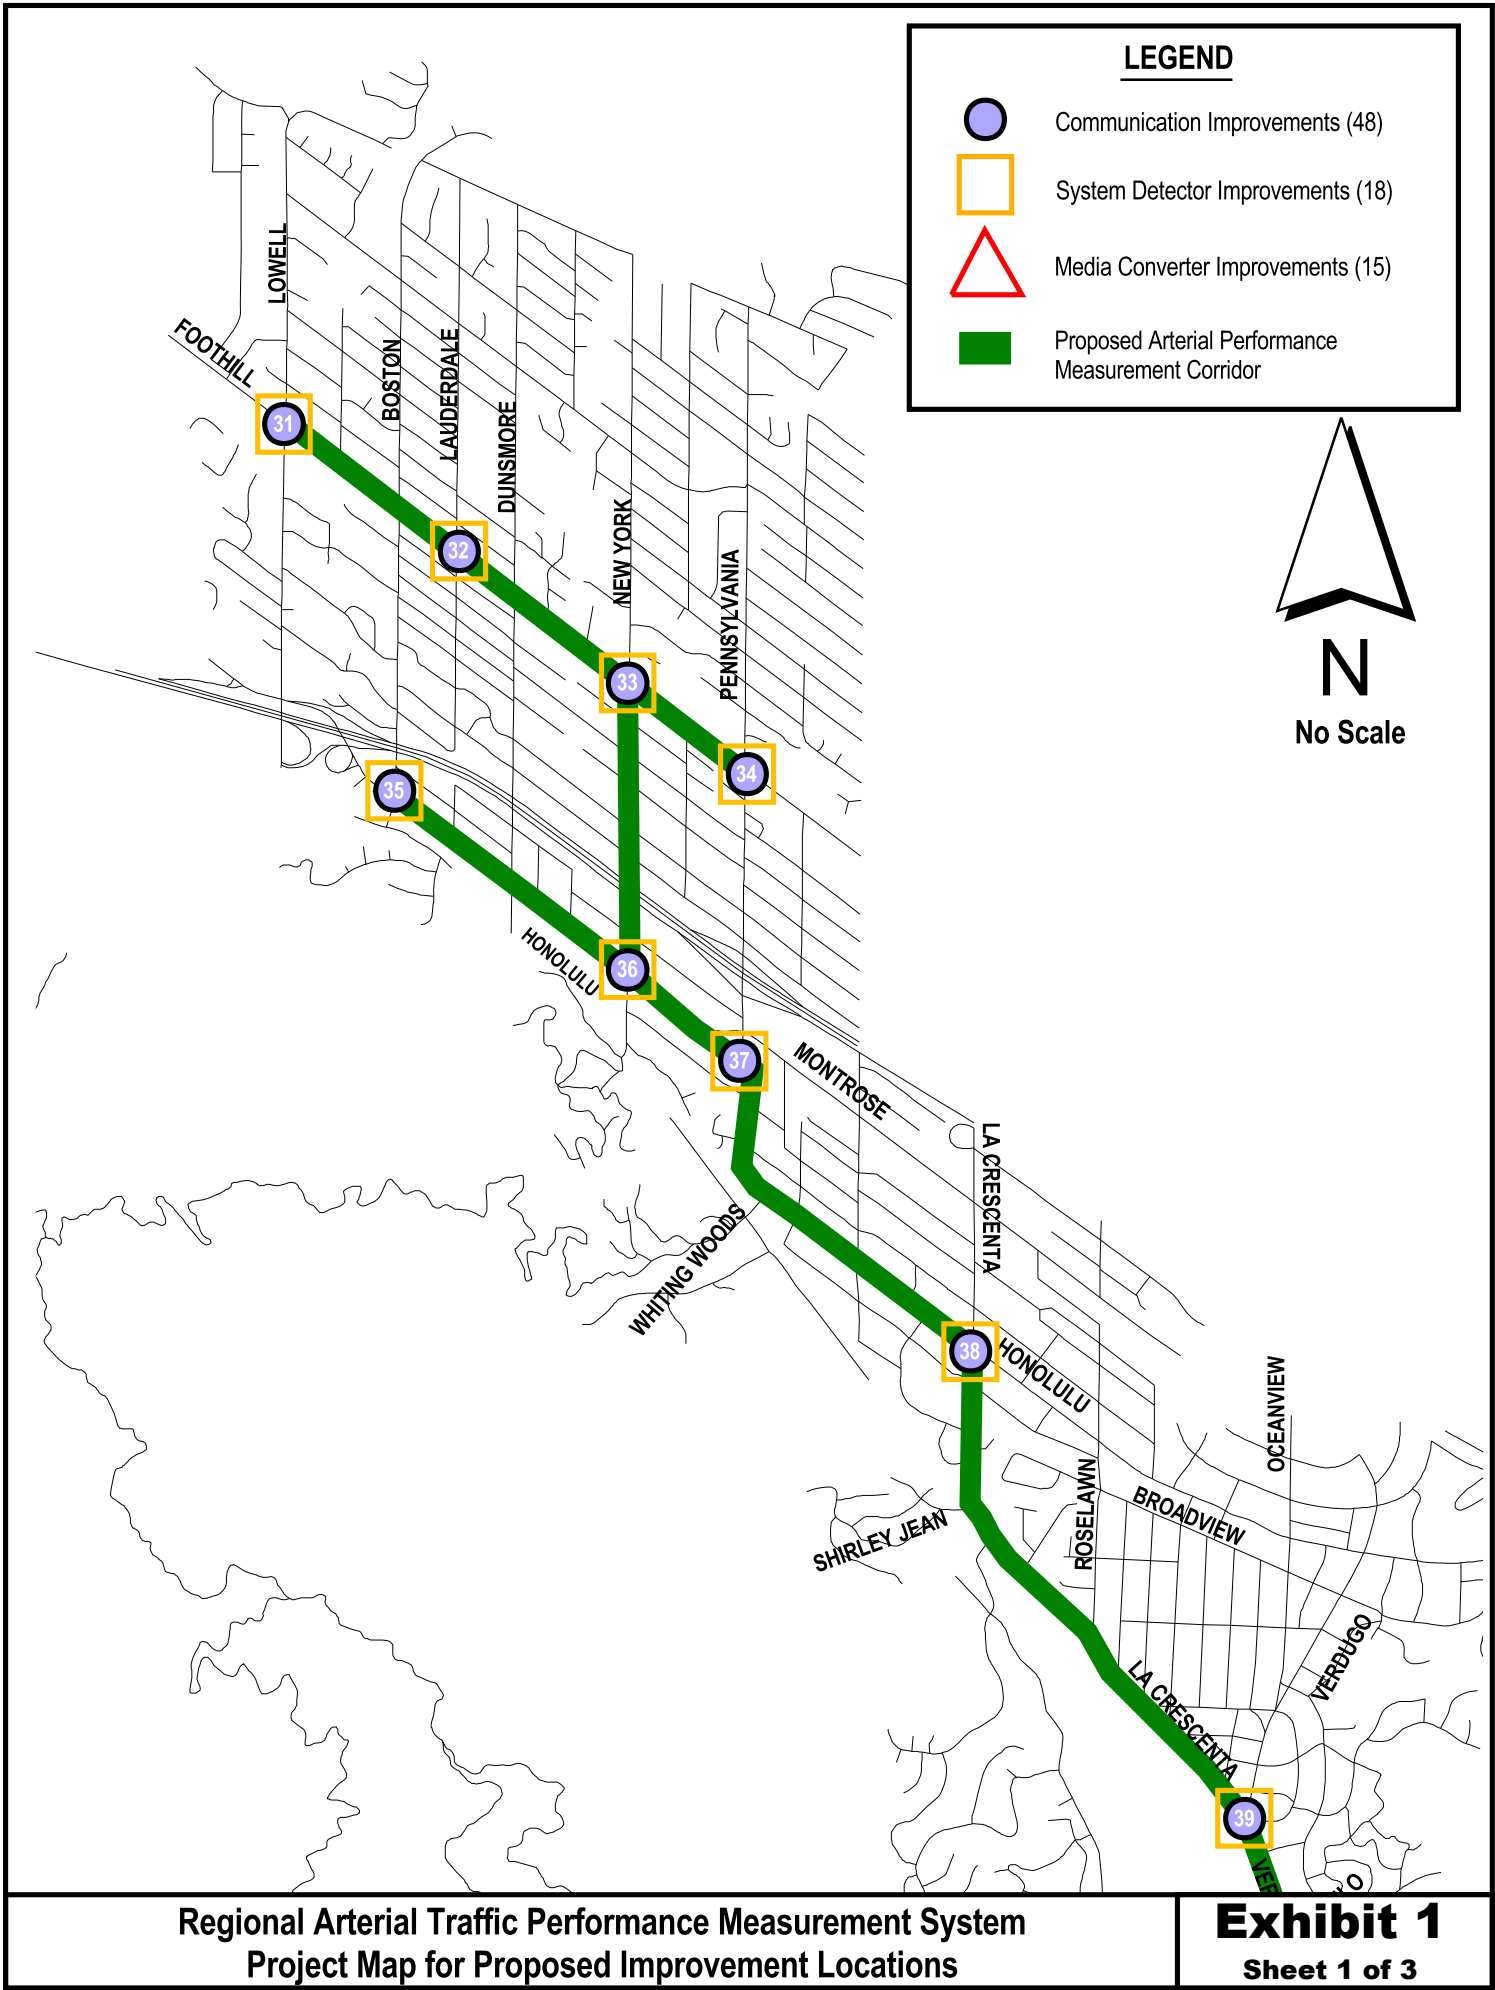 LEGEND
Communication Improvements (48)
System Detector Improvements (18)
Media Converter Improvements (15)
Proposed Arterial Performance
Measurement Corridor
LOWELL
FOOTHILL
BOSTON
LAUDERDALE
DUNSMORE
NEW YORK
PENNSYLVANIA
31
32
33
34
35
36
37
38
39
N
No Scale
HONOLULU
MONTROSE
LA CRESCENTA
WHITING WOODS
HONOLULU
OCEANVIEW
ROSELAWN
BROADVIEW
SHIRLEY JEAN
VERDUGO
LA CRESCENTA
VER
Regional Arterial Traffic Performance Measurement System
Project Map for Proposed Improvement Locations
Exhibit 1
Sheet 1 of 3